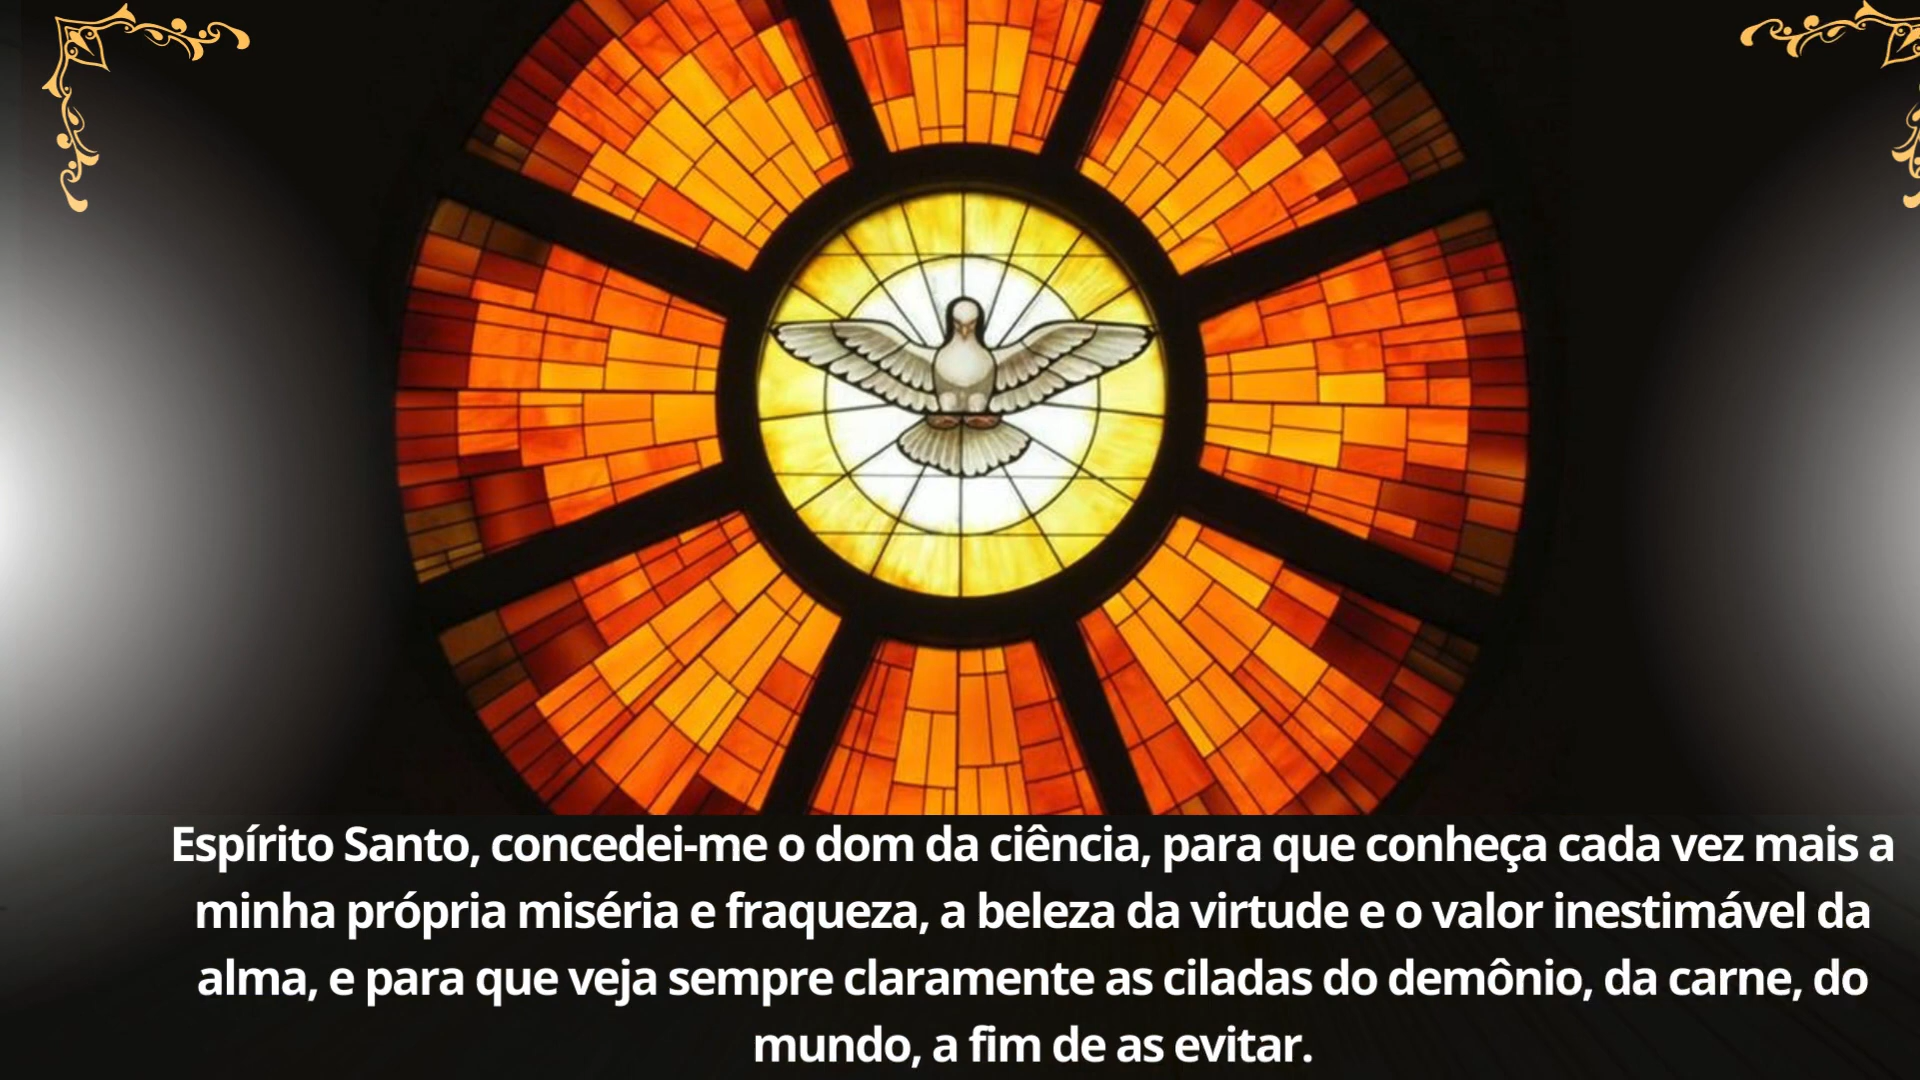 Espírito Santo, concedei-me o dom da ciência, para que conheça cada vez mais a
minha própria miséria e fraqueza, a beleza da virtude e o valor inestimável da
alma, e para que veja sempre claramente as ciladas do demônio, da carne, do
mundo, a fim de as evitar.